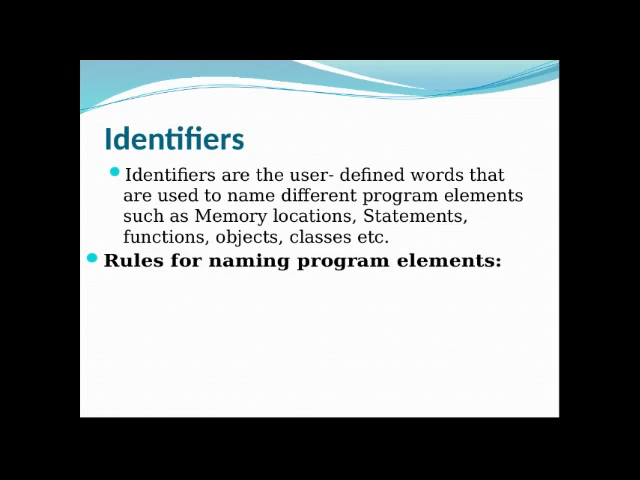 Identifiers
Identifiers are the user- defined words that
are used to name different program elements
such as Memory locations, Statements,
functions, objects, classes etc.
Rules for naming program elements: